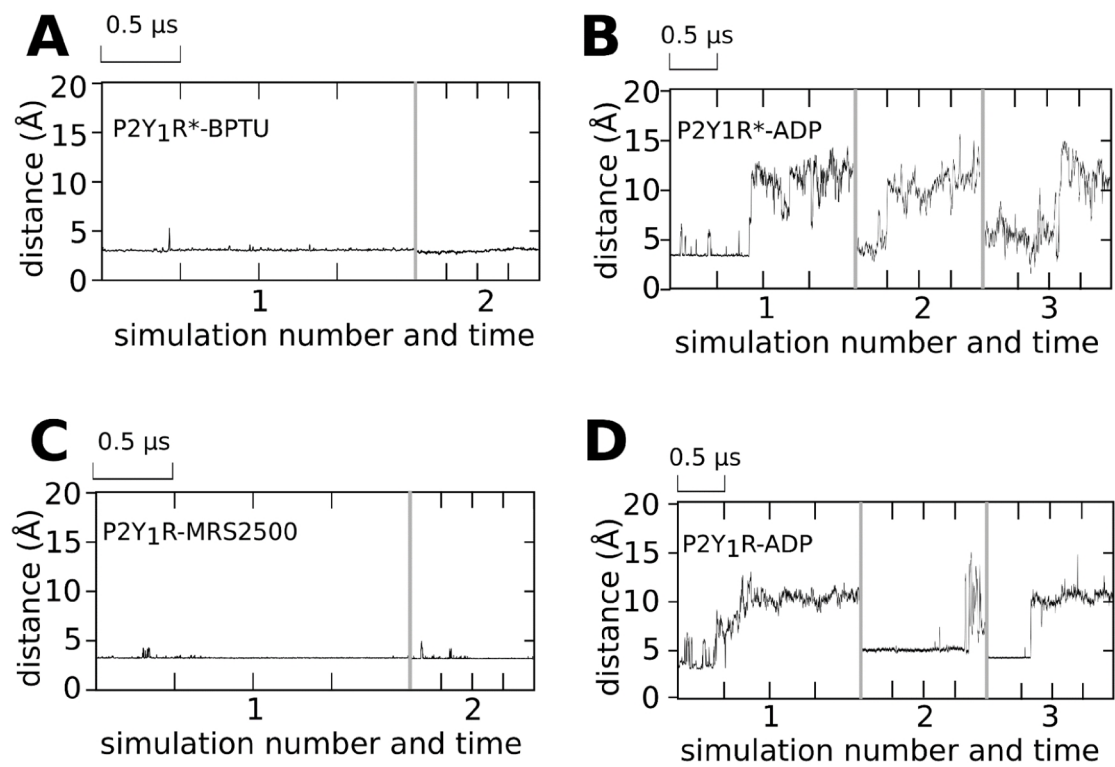 A
0.5 µs
20
15
10
5
0
distance (Å)
P2Y1R*-BPTU
1 2
simulation number and time
B
0.5 µs
20
15
10
5
0
distance (Å)
P2Y1R*-ADP
1 2 3
simulation number and time
C
0.5 µs
20
15
10
5
0
distance (Å)
P2Y1R-MRS2500
1 2
simulation number and time
D
0.5 µs
20
15
10
5
0
distance (Å)
P2Y1R-ADP
1 2 3
simulation number and time